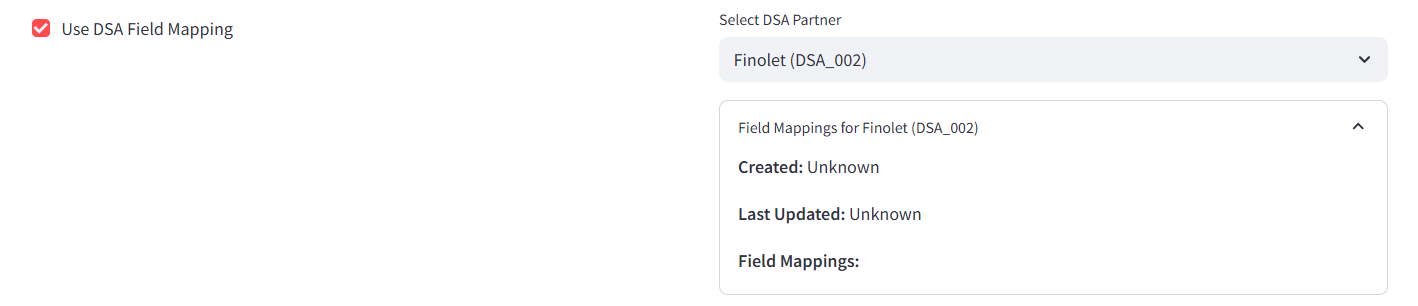 Use DSA Field Mapping
Select DSA Partner
Finolet (DSA_002)
Field Mappings for Finolet (DSA_002)
Created: Unknown
Last Updated: Unknown
Field Mappings: